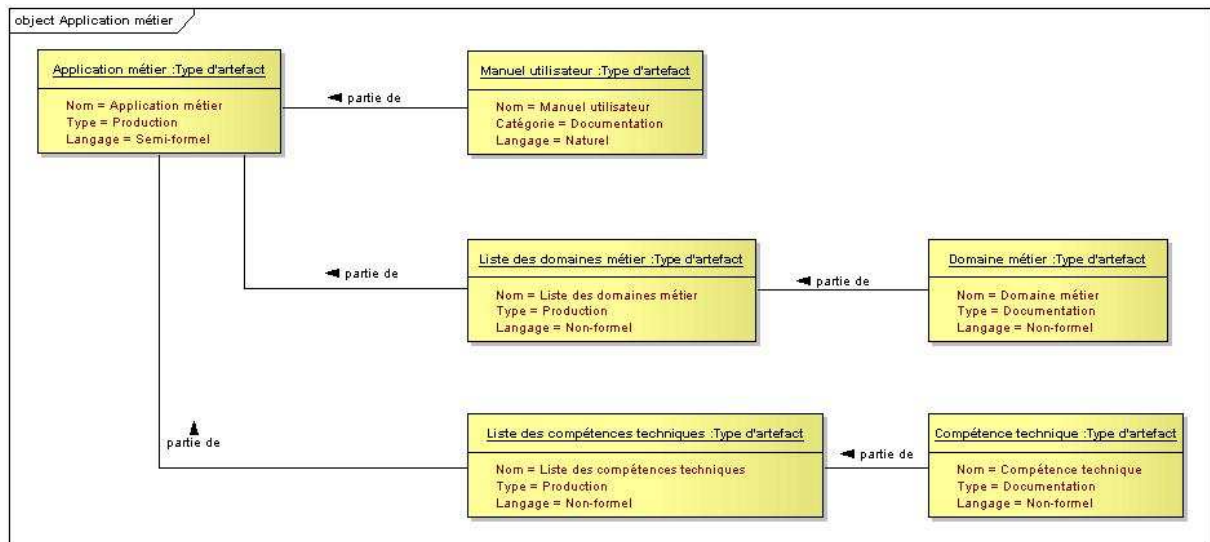 object Application métier
Application métier :Type d'artefact
Nom = Application métier
Type = Production
Langage = Semi-formel
partie de
Manuel utilisateur :Type d'artefact
Nom = Manuel utilisateur
Catégorie = Documentation
Langage = Naturel
partie de
Liste des domaines métier :Type d'artefact
Nom = Liste des domaines métier
Type = Production
Langage = Non-formel
partie de
Domaine métier :Type d'artefact
Nom = Domaine métier
Type = Documentation
Langage = Non-formel
partie de
Liste des compétences techniques :Type d'artefact
Nom = Liste des compétences techniques
Type = Production
Langage = Non-formel
partie de
Compétence technique :Type d'artefact
Nom = Compétence technique
Type = Documentation
Langage = Non-formel